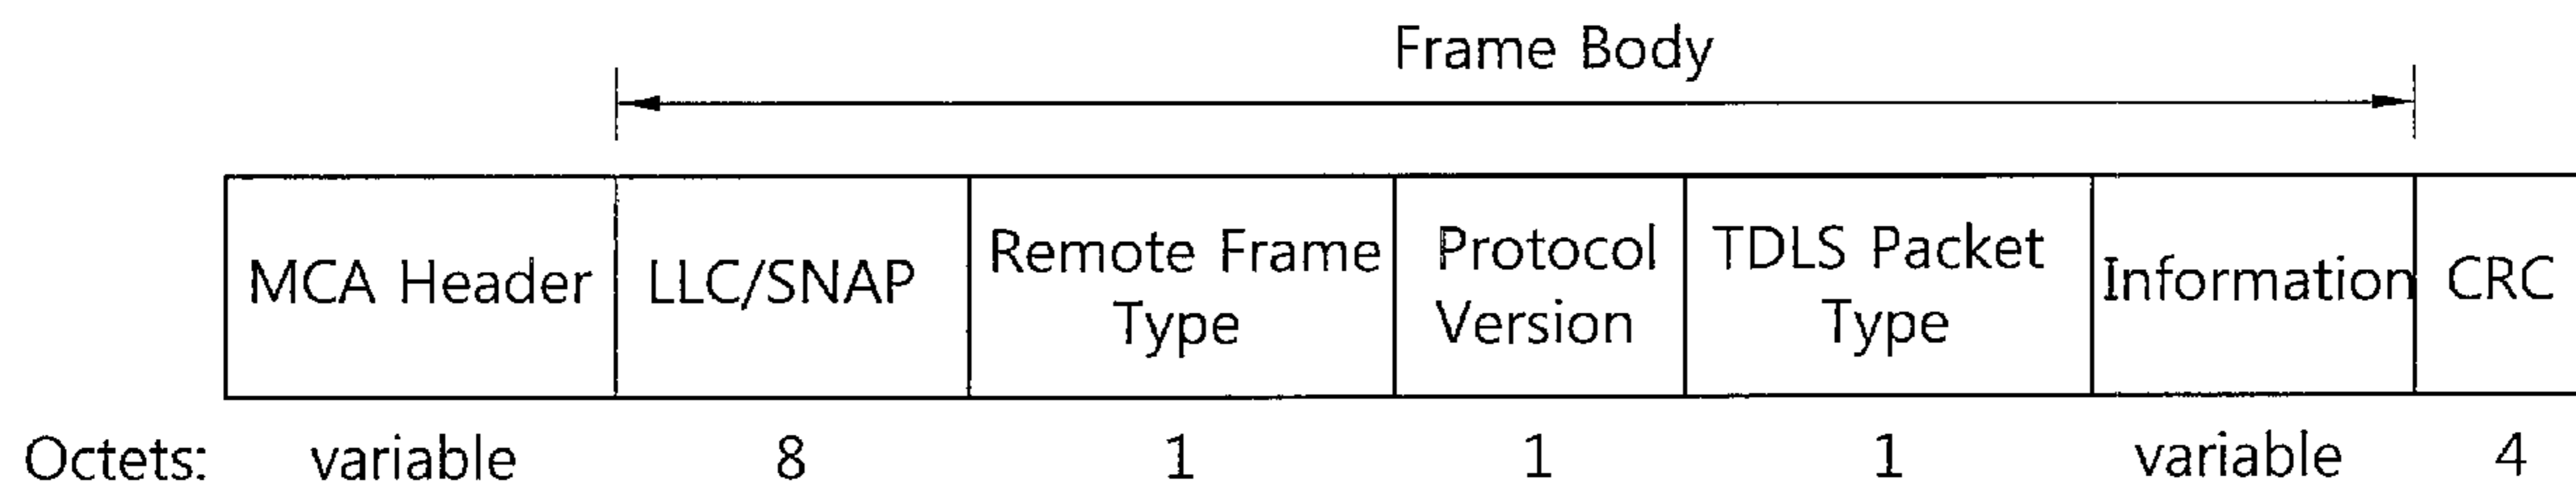 Frame Body
MCA Header
LLC/SNAP
Remote Frame
Type
Protocol
Version
TDLS Packet
Type
Information
CRC
Octets: variable 8 1 1 1 variable 4